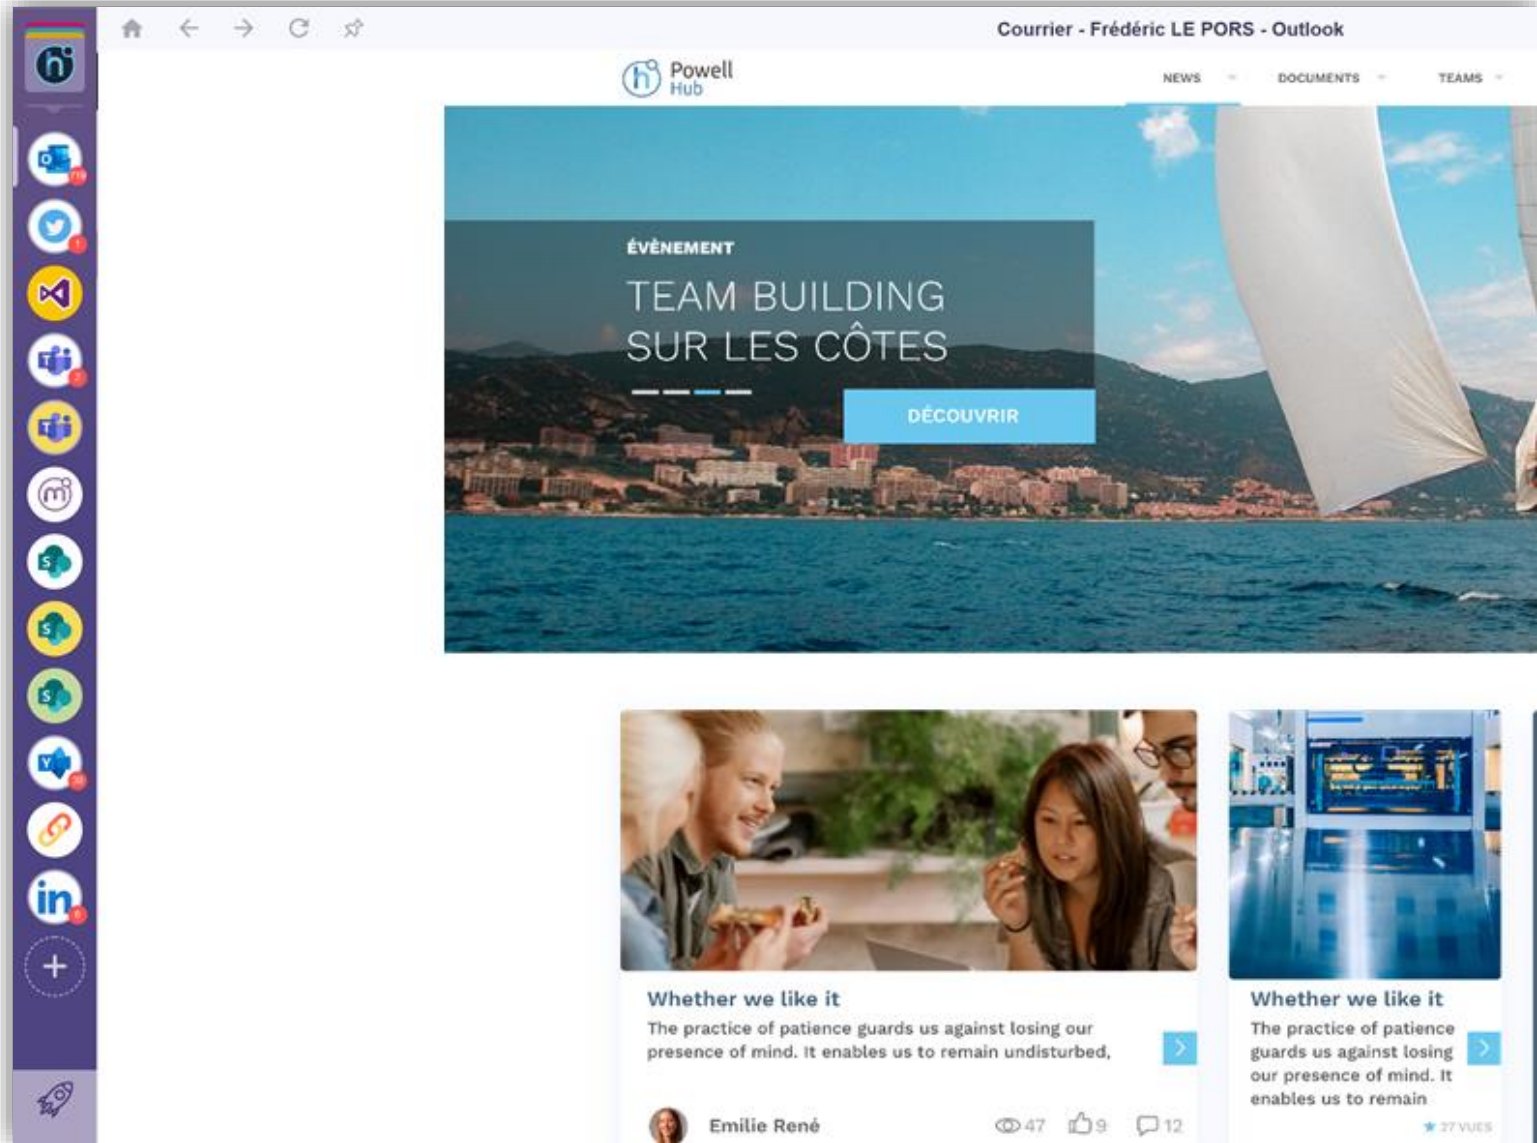 Courrier - Frédéric LE PORS - Outlook
Powell
Hub
NEWS
DOCUMENTS
TEAMS
ÉVÈNEMENT
TEAM BUILDING
SUR LES CÔTES
DÉCOUVRIR
Whether we like it
The practice of patience guards us against losing our
presence of mind. It enables us to remain undisturbed,
Emilie René
47
9
12
Whether we like it
The practice of patience
guards us against losing
our presence of mind. It
enables us to remain
27 VUES